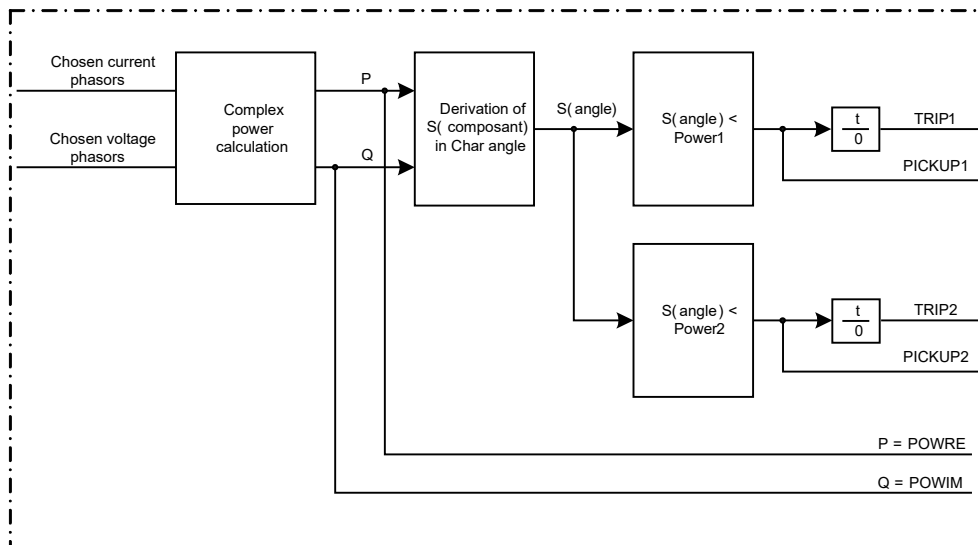 Chosen current
phasors
Chosen voltage
phasors
Complex
power
calculation
P
Q
Derivation of
S( composant)
in Char angle
S( angle)
S( angle) <
Power1
t
0
TRIP1
PICKUP1
S( angle) <
Power2
t
0
TRIP2
PICKUP2
P = POWRE
Q = POWIM